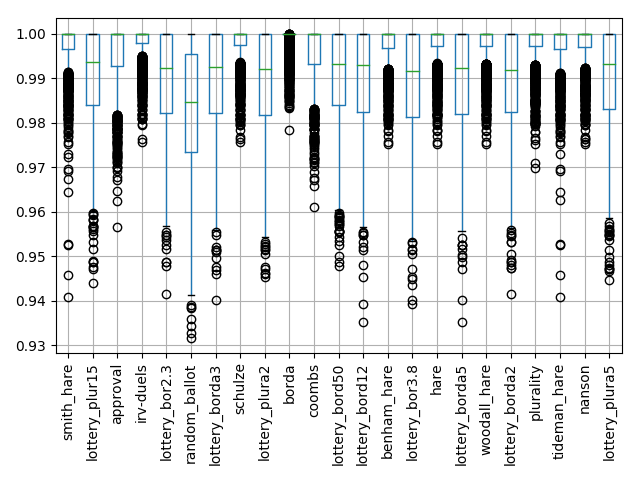 1.00
0.99
0.98
0.97
0.96
0.95
0.94
0.93
smith_hare
lottery_plur15
approval
irv-duels
lottery_bor2.3
random_ballot
lottery_borda3
schulze
lottery_plura2
borda
coombs
lottery_bord50
lottery_bord12
benham_hare
lottery_bor3.8
hare
lottery_borda5
woodall_hare
lottery_borda2
plurality
tideman_hare
nanson
lottery_plura5